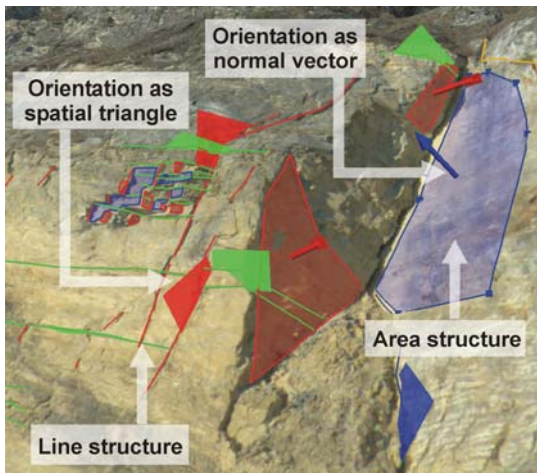 Orientation as
normal vector
Orientation as
spatial triangle
Area structure
Line structure